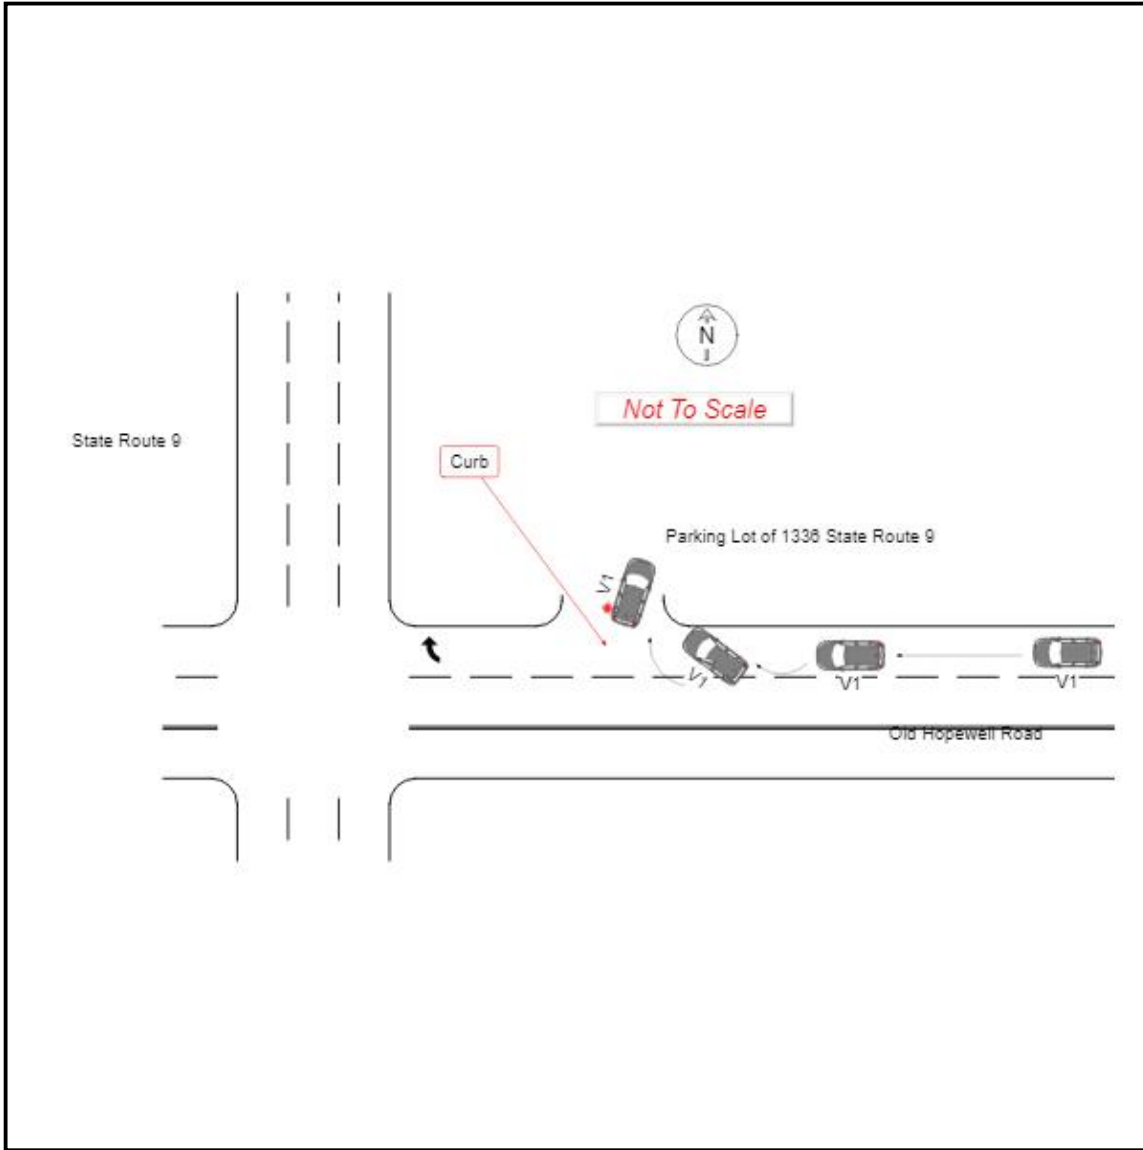 N
Not To Scale
State Route 9
Curb
Parking Lot of 1336 State Route 9
V1
V1
V1
V1
Old Hopewell Road